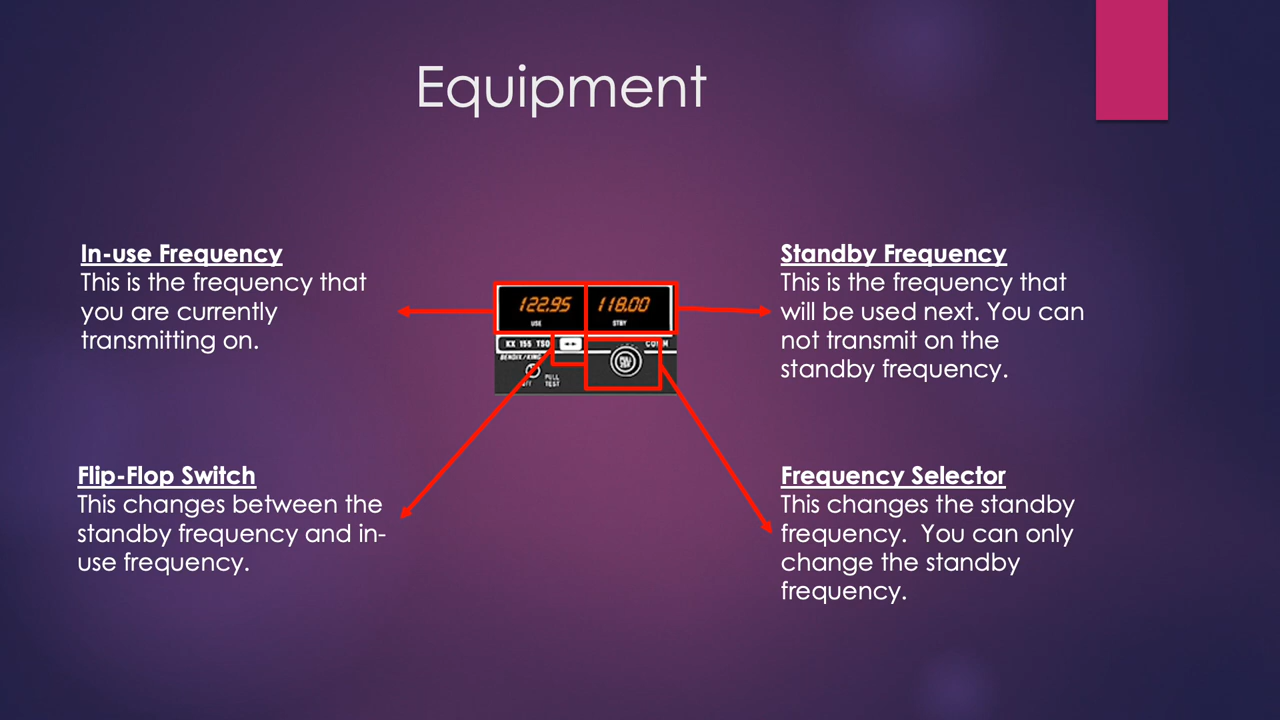 Equipment
In-use Frequency
This is the frequency that
you are currently
transmitting on.
Standby Frequency
This is the frequency that
will be used next. You can
not transmit on the
standby frequency.
122.95
118.00
USE
STBY
KX 155 TSO
COMM
BENDIX/KING
OFF
PULL
TEST
Flip-Flop Switch
This changes between the
standby frequency and in-
use frequency.
Frequency Selector
This changes the standby
frequency.  You can only
change the standby
frequency.